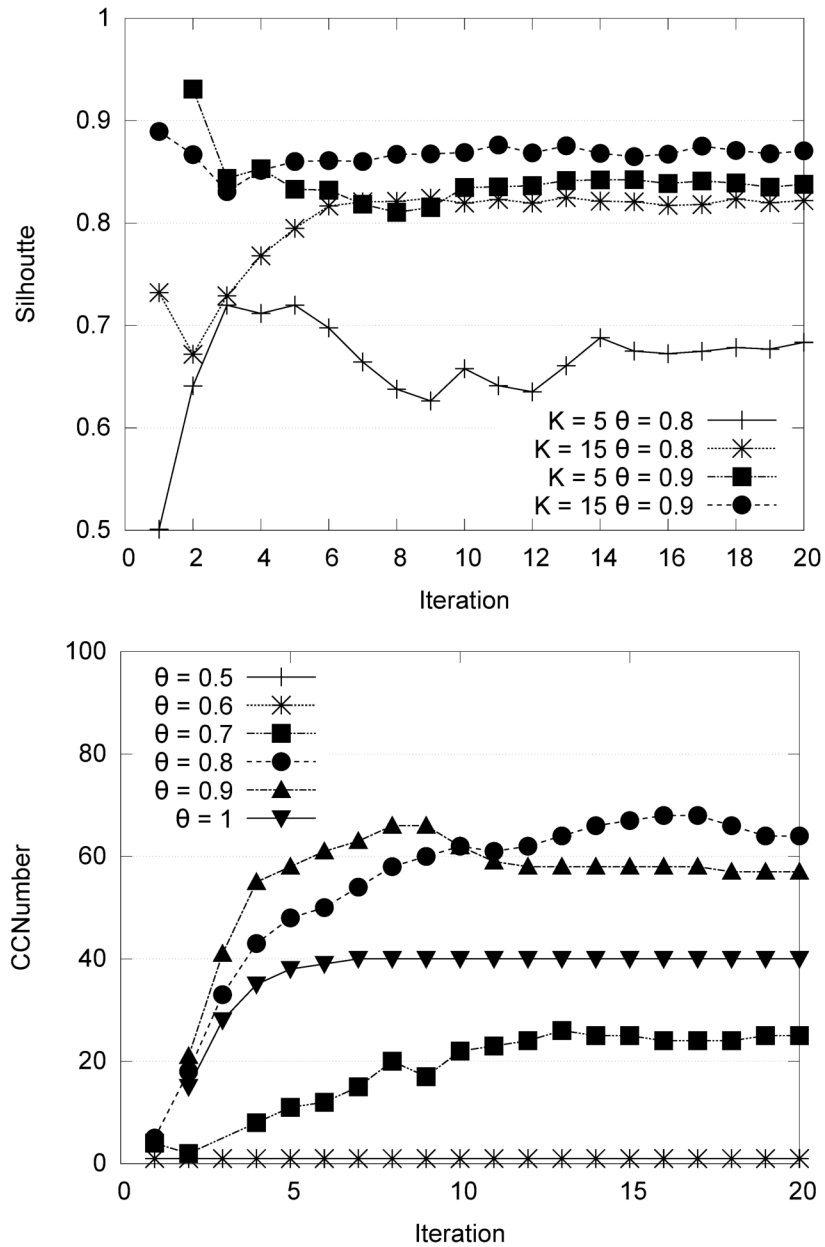 1
0.9
0.8
0.7
0.6
0.5
Silhoutte
K = 5 θ = 0.8
K = 15 θ = 0.8
K = 5 θ = 0.9
K = 15 θ = 0.9
0 2 4 6 8 10 12 14 16 18 20
Iteration
100
80
60
40
20
0
CCNumber
θ = 0.5
θ = 0.6
θ = 0.7
θ = 0.8
θ = 0.9
θ = 1
0 5 10 15 20
Iteration